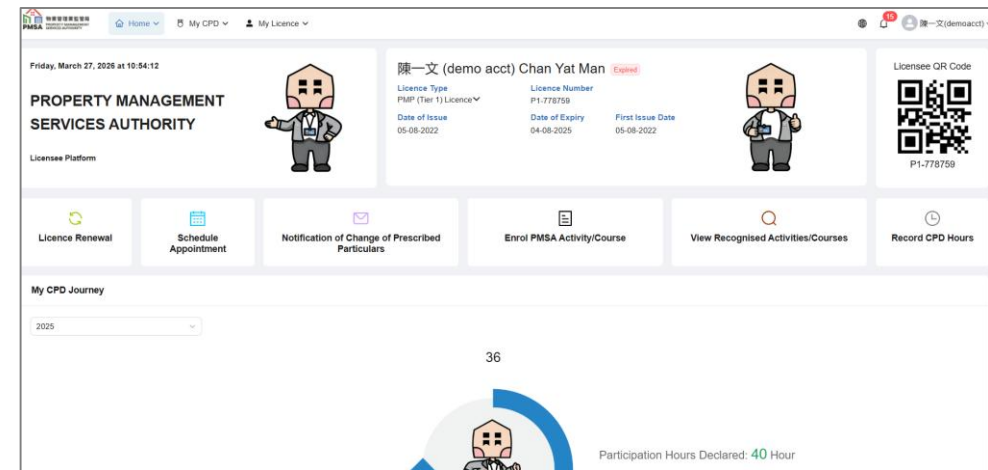 物業管理業監管局
PMSA PROPERTY MANAGEMENT SERVICES AUTHORITY
Home
My CPD
My Licence
15
陳一文(demoacct)
Friday, March 27, 2026 at 10:54:12
PROPERTY MANAGEMENT
SERVICES AUTHORITY
Licensee Platform
陳一文 (demo acct) Chan Yat Man Expired
Licence Type
PMP (Tier 1) Licence
Licence Number
P1-778759
Date of Issue
05-08-2022
Date of Expiry
04-08-2025
First Issue Date
05-08-2022
Licensee QR Code
P1-778759
Licence Renewal
Schedule
Appointment
Notification of Change of Prescribed
Particulars
Enrol PMSA Activity/Course
View Recognised Activities/Courses
Record CPD Hours
My CPD Journey
2025
36
Participation Hours Declared: 40 Hour